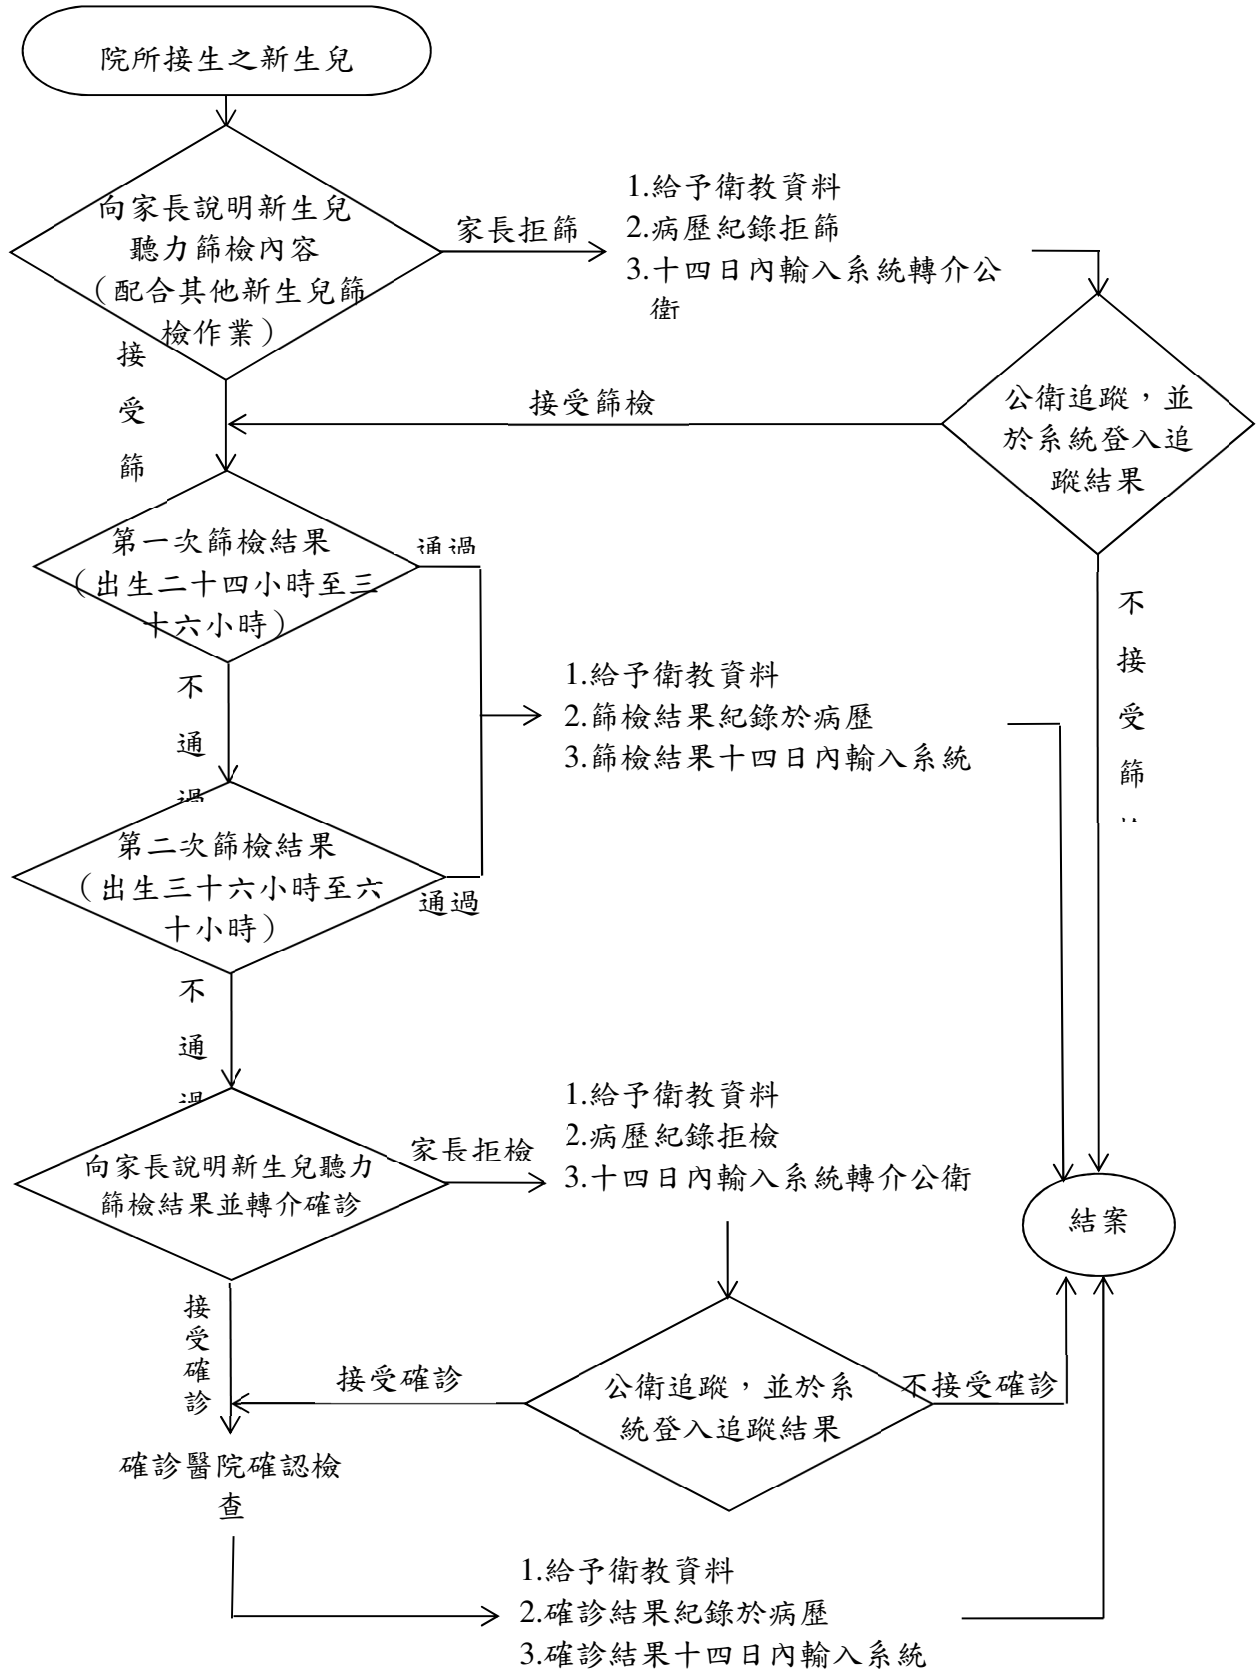 院所接生之新生兒
向家長說明新生兒
聽力篩檢內容
（配合其他新生兒篩
檢作業）
家長拒篩
1.給予衛教資料
2.病歷紀錄拒篩
3.十四日內輸入系統轉介公
衛
接
受
篩
接受篩檢
公衛追蹤，並
於系統登入追
蹤結果
第一次篩檢結果
（出生二十四小時至三
十六小時）
通過
不
接
受
篩
不
通
過
1.給予衛教資料
2.篩檢結果紀錄於病歷
3.篩檢結果十四日內輸入系統
第二次篩檢結果
（出生三十六小時至六
十小時）
通過
不
通
過
向家長說明新生兒聽力
篩檢結果並轉介確診
家長拒檢
1.給予衛教資料
2.病歷紀錄拒檢
3.十四日內輸入系統轉介公衛
結案
接
受
確
診
接受確診
公衛追蹤，並於系
統登入追蹤結果
不接受確診
確診醫院確認檢
查
1.給予衛教資料
2.確診結果紀錄於病歷
3.確診結果十四日內輸入系統